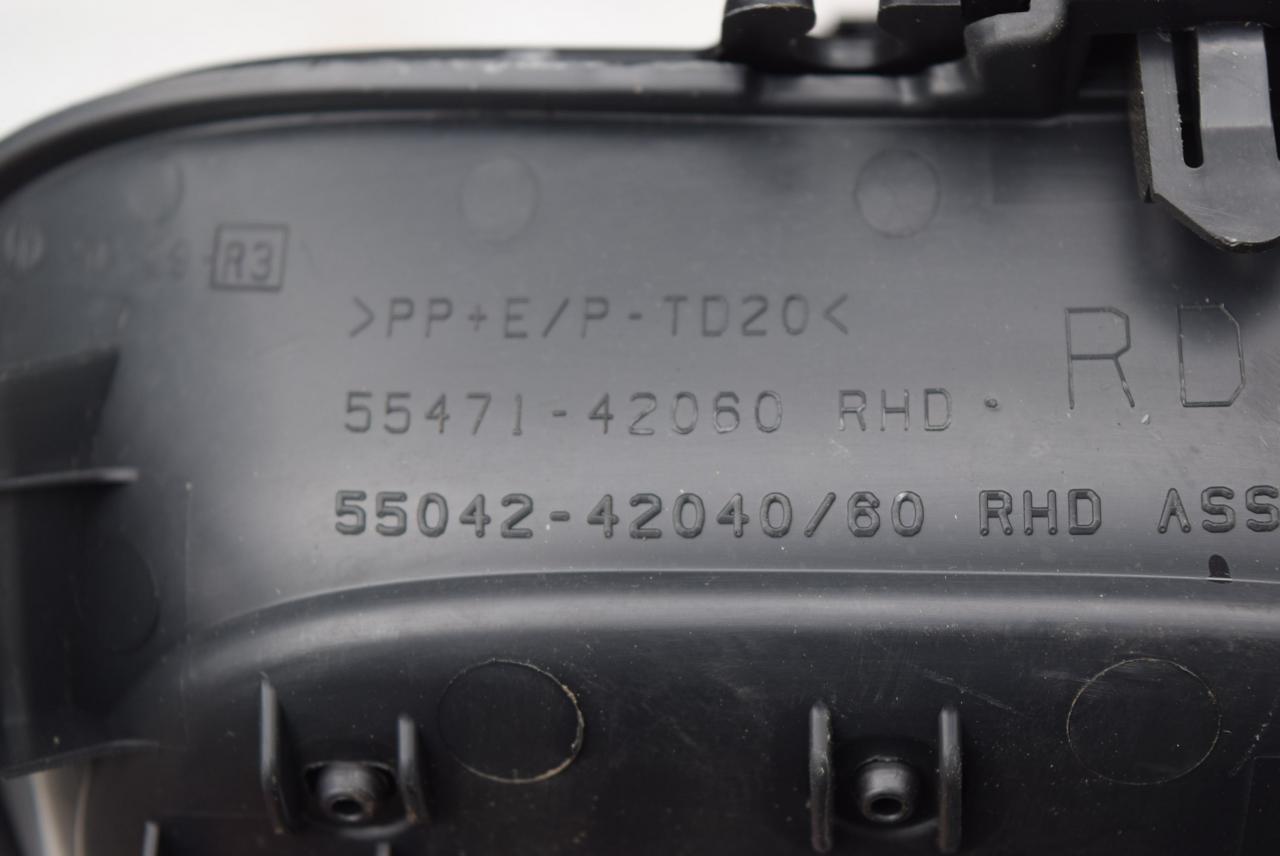 R3
>PP+E/P-TD20<
RD
55471-42060 RHD.
55042-42040/60 RHD ASS